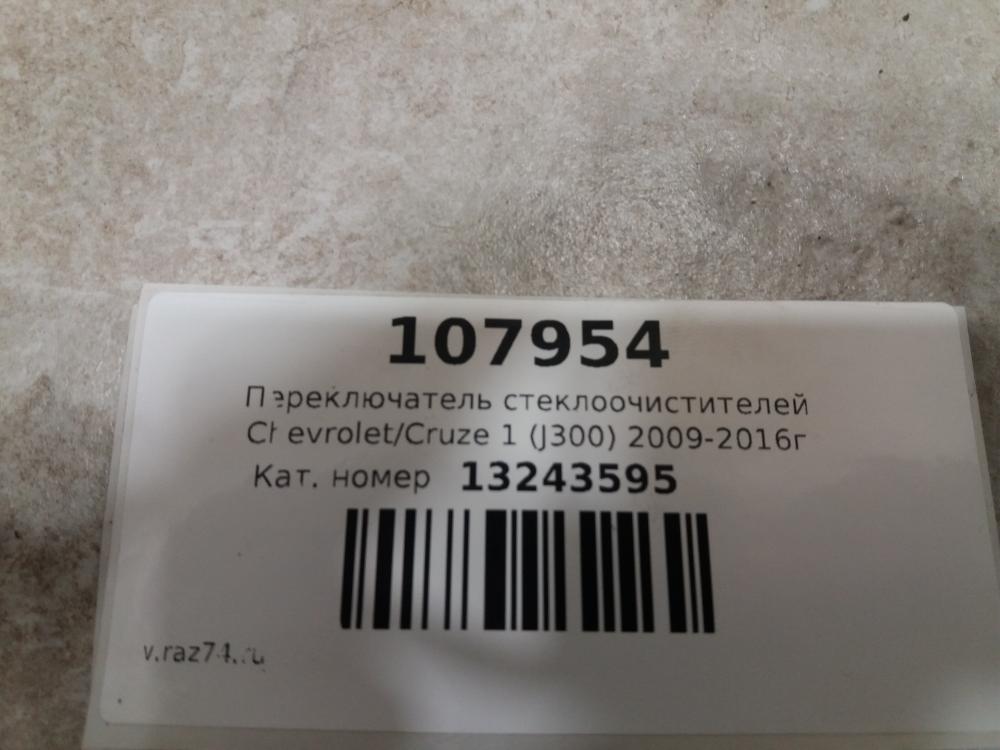 107954
Переключатель стеклоочистителей
Chevrolet/Cruze 1 (J300) 2009-2016г
Кат. номер 13243595
v.raz74.ru